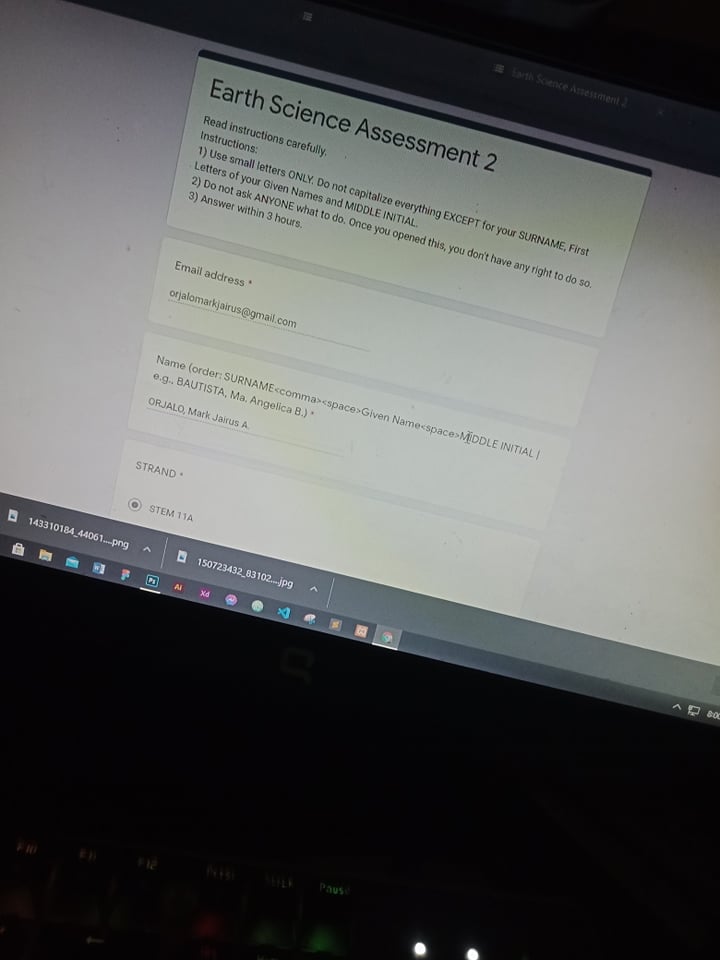 Earth Science Assessment 2
Earth Science Assessment 2
Read instructions carefully.
Instructions:
1) Use small letters ONLY. Do not capitalize everything EXCEPT for your SURNAME, First
Letters of your Given Names and MIDDLE INITIAL.
2) Do not ask ANYONE what to do. Once you opened this, you don't have any right to do so.
3) Answer within 3 hours.
Email address *
orjalomarkjairus@gmail.com
Name (order: SURNAME<comma><space>Given Name<space>MIDDLE INITIAL |
e.g., BAUTISTA, Ma. Angelica B.) *
ORJALO, Mark Jairus A.
STRAND *
STEM 11A
143310184_44061....png
150723432_83102....jpg
Ps
Ai
Xd
F10
F11
F12
Pause